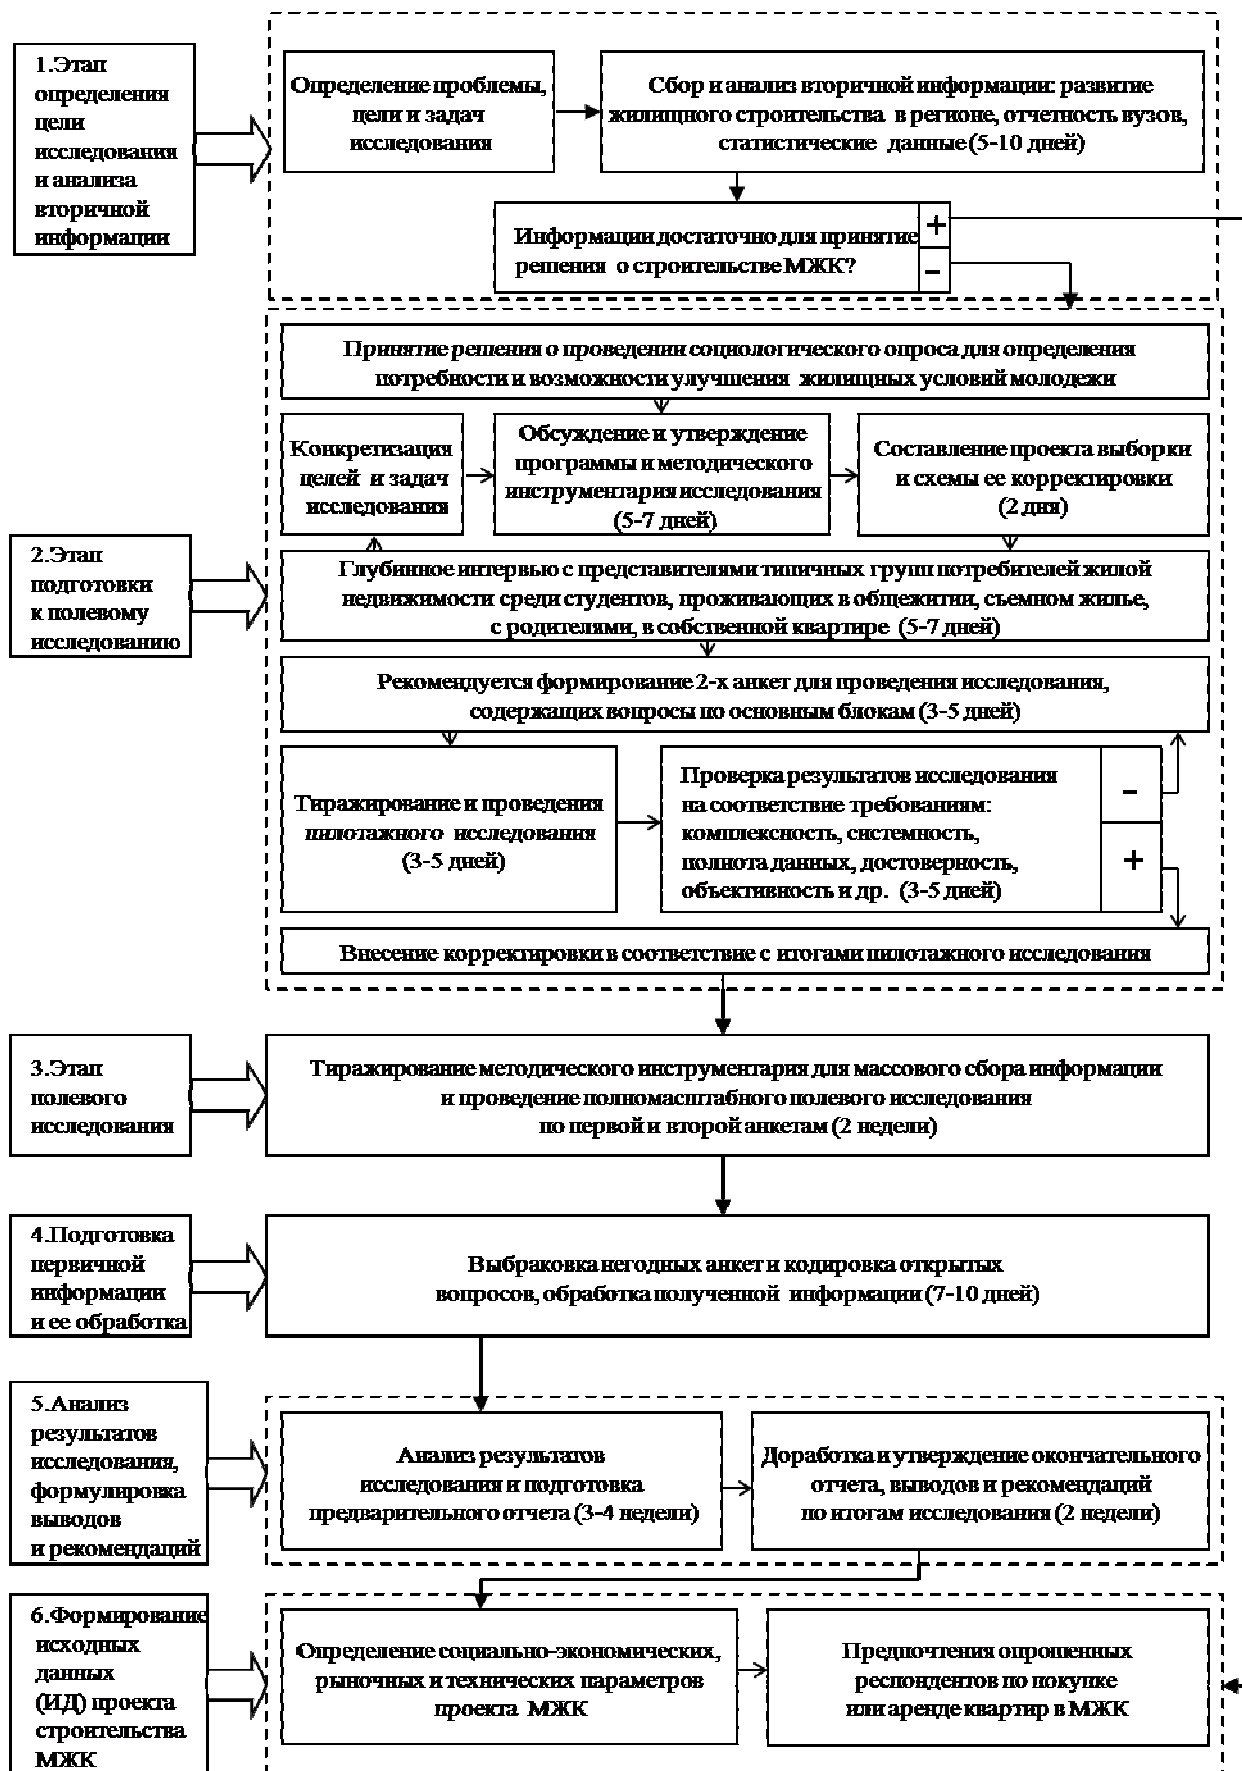 1.Этап
определения
цели
исследования
и анализа
вторичной
информации
Определение проблемы,
цели и задач
исследования
Сбор и анализ вторичной информации: развитие
жилищного строительства в регионе, отчетность вузов,
статистические данные (5-10 дней)
Информации достаточно для принятие
решения о строительстве МЖК?
+
–
2.Этап
подготовки
к полевому
исследованию
Принятие решения о проведении социологического опроса для определения
потребности и возможности улучшения жилищных условий молодежи
Конкретизация
целей и задач
исследования
Обсуждение и утверждение
программы и методического
инструментария исследования
(5-7 дней)
Составление проекта выборки
и схемы ее корректировки
(2 дня)
Глубинное интервью с представителями типичных групп потребителей жилой
недвижимости среди студентов, проживающих в общежитии, съемном жилье,
с родителями, в собственной квартире (5-7 дней)
Рекомендуется формирование 2-х анкет для проведения исследования,
содержащих вопросы по основным блокам (3-5 дней)
Тиражирование и проведения
пилотажного исследования
(3-5 дней)
Проверка результатов исследования
на соответствие требованиям:
комплексность, системность,
полнота данных, достоверность,
объективность и др. (3-5 дней)
–
+
Внесение корректировки в соответствие с итогами пилотажного исследования
3.Этап
полевого
исследования
Тиражирование методического инструментария для массового сбора информации
и проведение полномасштабного полевого исследования
по первой и второй анкетам (2 недели)
4.Подготовка
первичной
информации
и ее обработка
Выбраковка негодных анкет и кодировка открытых
вопросов, обработка полученной информации (7-10 дней)
5.Анализ
результатов
исследования,
формулировка
выводов
и рекомендаций
Анализ результатов
исследования и подготовка
предварительного отчета (3-4 недели)
Доработка и утверждение окончательного
отчета, выводов и рекомендаций
по итогам исследования (2 недели)
6.Формирование
исходных
данных
(ИД) проекта
строительства
МЖК
Определение социально-экономических,
рыночных и технических параметров
проекта МЖК
Предпочтения опрошенных
респондентов по покупке
или аренде квартир в МЖК